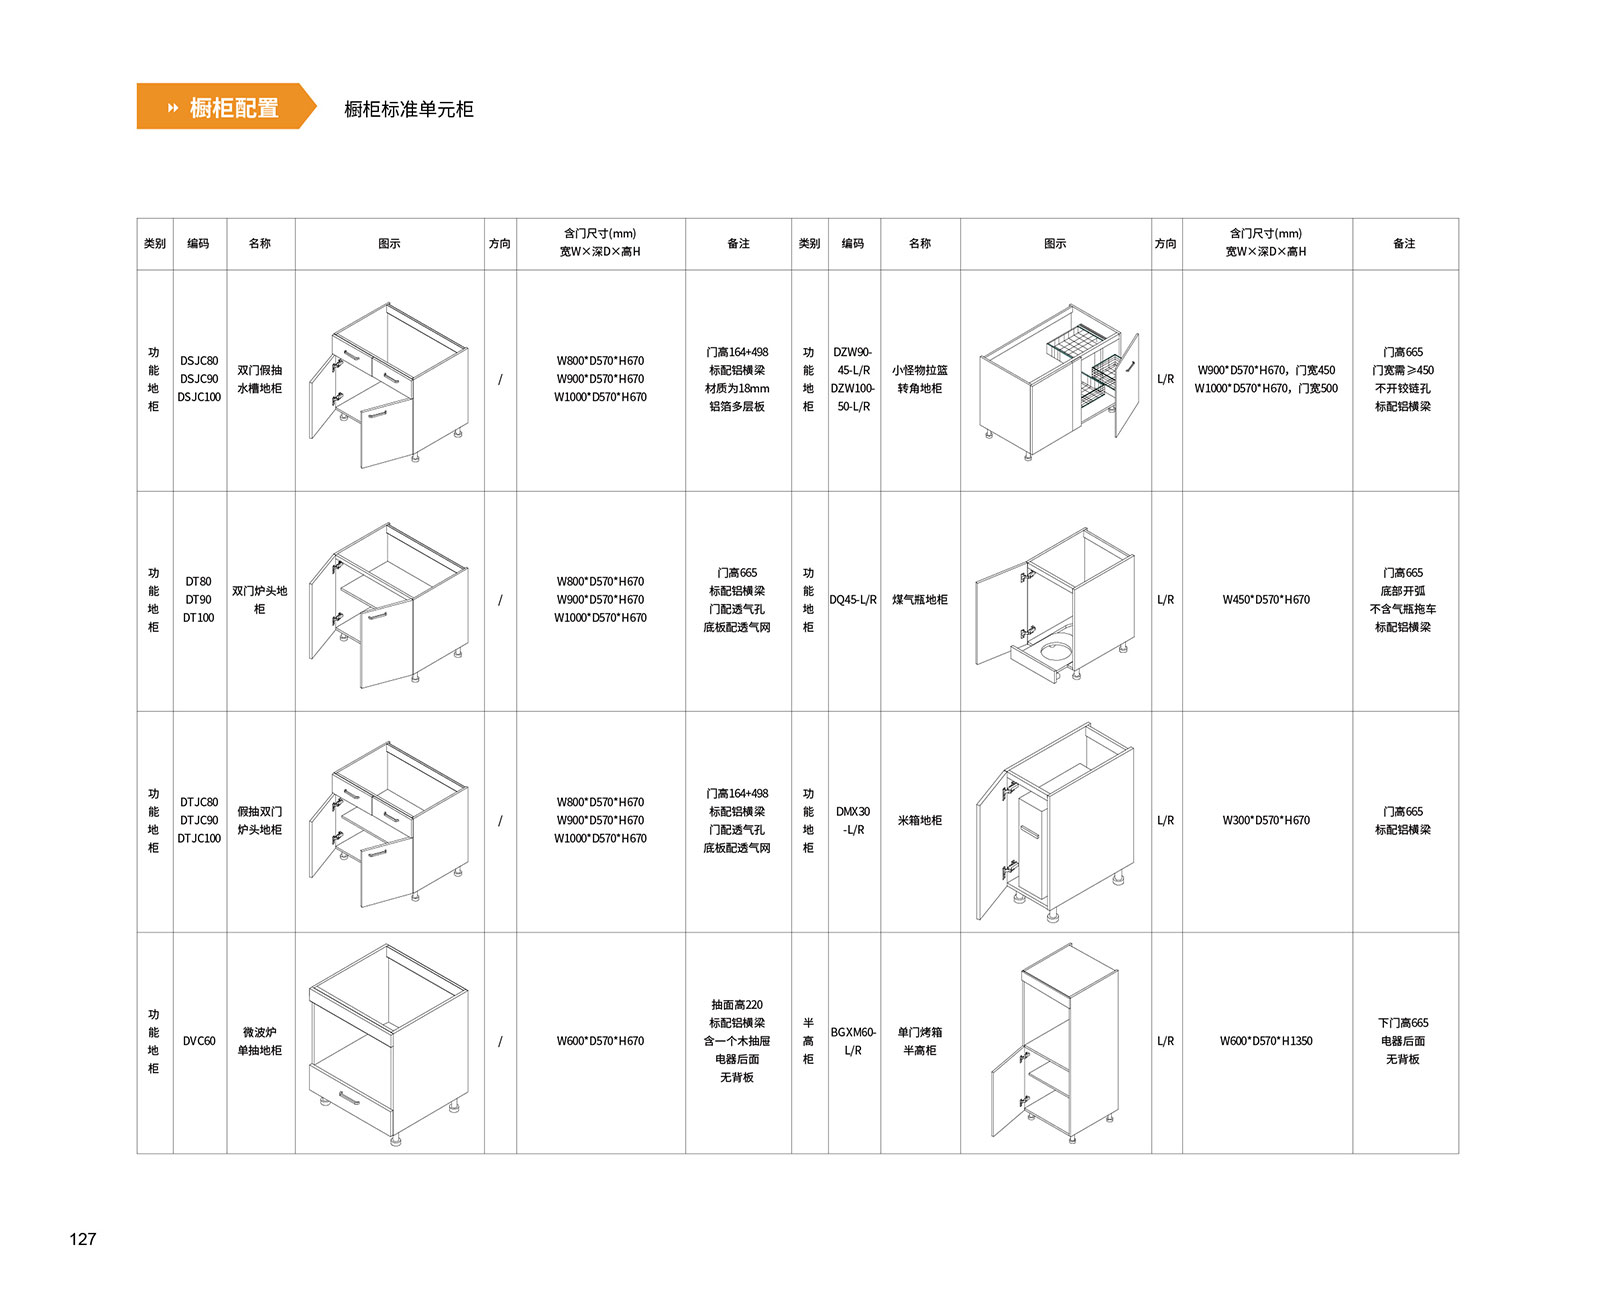 橱柜配置
橱柜标准单元柜
类别 编码 名称 图示 方向 含门尺寸(mm) 备注 类别 编码 名称 图示 方向 含门尺寸(mm) 备注
宽W×深D×高H 宽W×深D×高H
功能地柜
DSJC80
DSJC90
DSJC100
双门假抽
水槽地柜
/
W800*D570*H670
W900*D570*H670
W1000*D570*H670
门高164+498
标配铝横梁
材质为18mm
铝箔多层板
功能地柜
DZW90-
45-L/R
DZW100-
50-L/R
小怪物拉篮
转角地柜
L/R
W900*D570*H670，门宽450
W1000*D570*H670，门宽500
门高665
门宽需≥450
不开铰链孔
标配铝横梁
功能地柜
DT80
DT90
DT100
双门炉头地
柜
/
W800*D570*H670
W900*D570*H670
W1000*D570*H670
门高665
标配铝横梁
门配透气孔
底板配透气网
功能地柜
DQ45-L/R
煤气瓶地柜
L/R
W450*D570*H670
门高665
底部开弧
不含气瓶拖车
标配铝横梁
功能地柜
DTJC80
DTJC90
DTJC100
假抽双门
炉头地柜
/
W800*D570*H670
W900*D570*H670
W1000*D570*H670
门高164+498
标配铝横梁
门配透气孔
底板配透气网
功能地柜
DMX30
-L/R
米箱地柜
L/R
W300*D570*H670
门高665
标配铝横梁
功能地柜
DVC60
微波炉
单抽地柜
/
W600*D570*H670
抽面高220
标配铝横梁
含一个木抽屉
电器后面
无背板
半高柜
BGXM60-
L/R
单门烤箱
半高柜
L/R
W600*D570*H1350
下门高665
电器后面
无背板
127